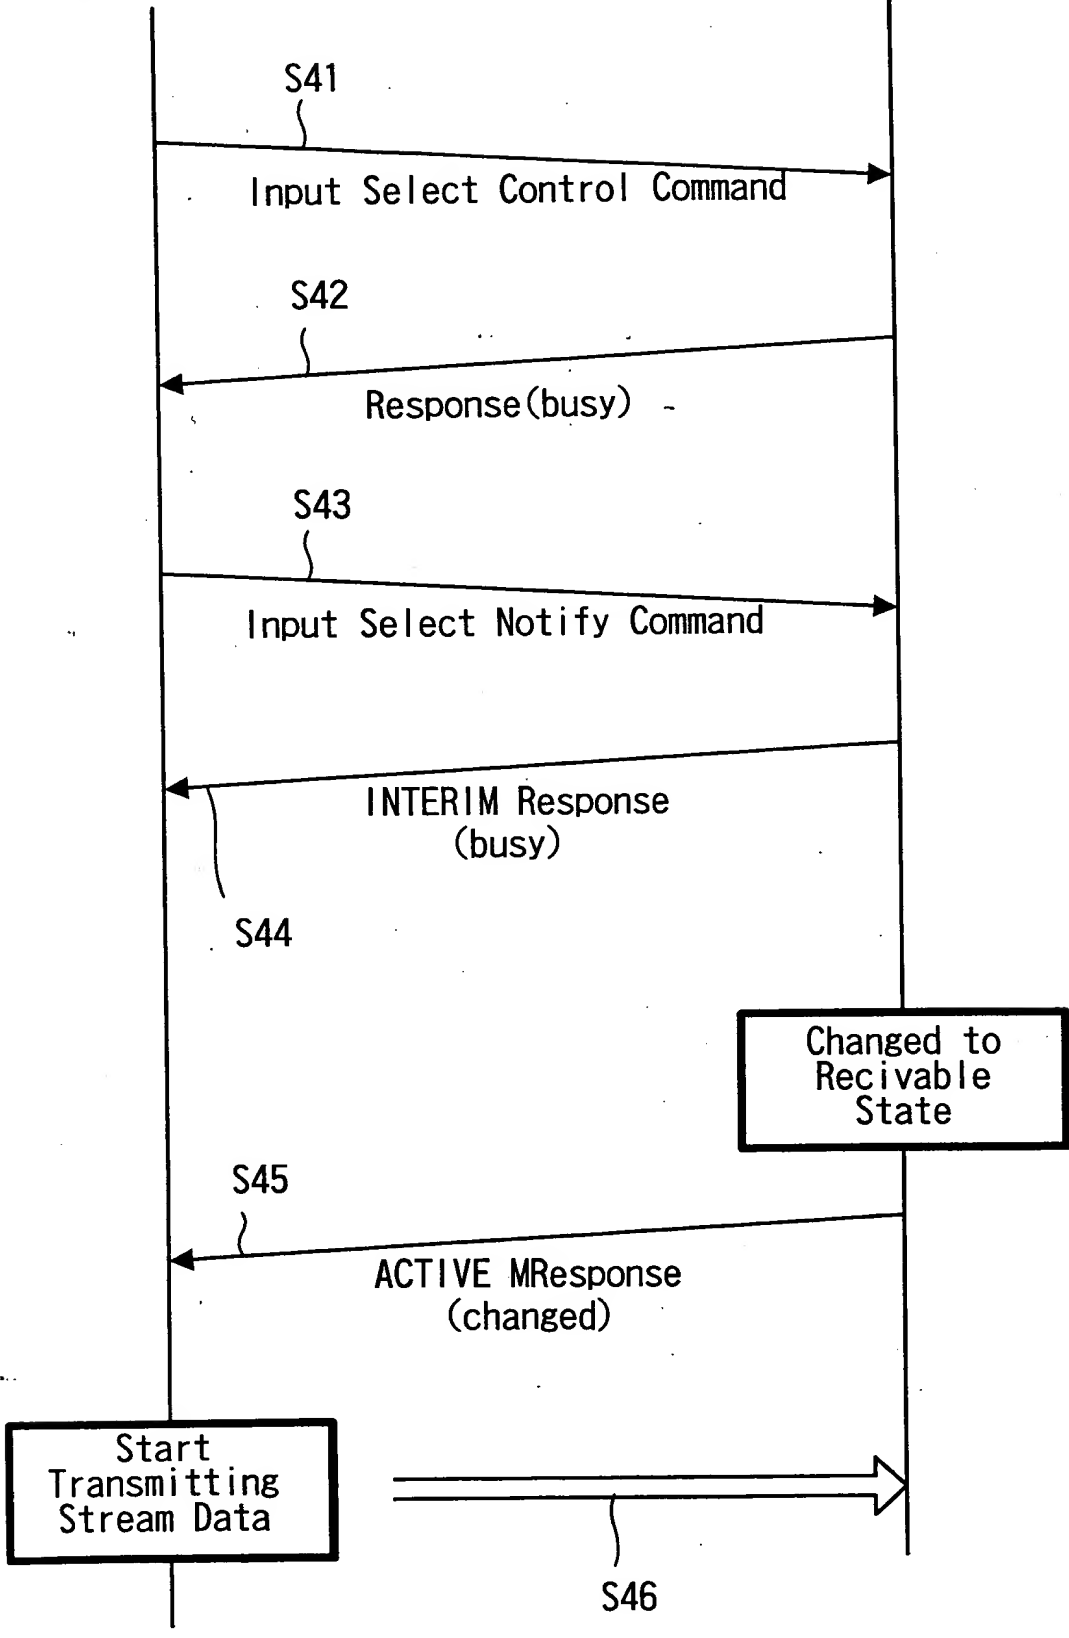 S41
Input Select Control Command
S42
Response(busy)
S43
Input Select Notify Command
INTERIM Response
(busy)
S44
Changed to
Recivable
State
S45
ACTIVE MResponse
(changed)
Start
Transmitting
Stream Data
S46